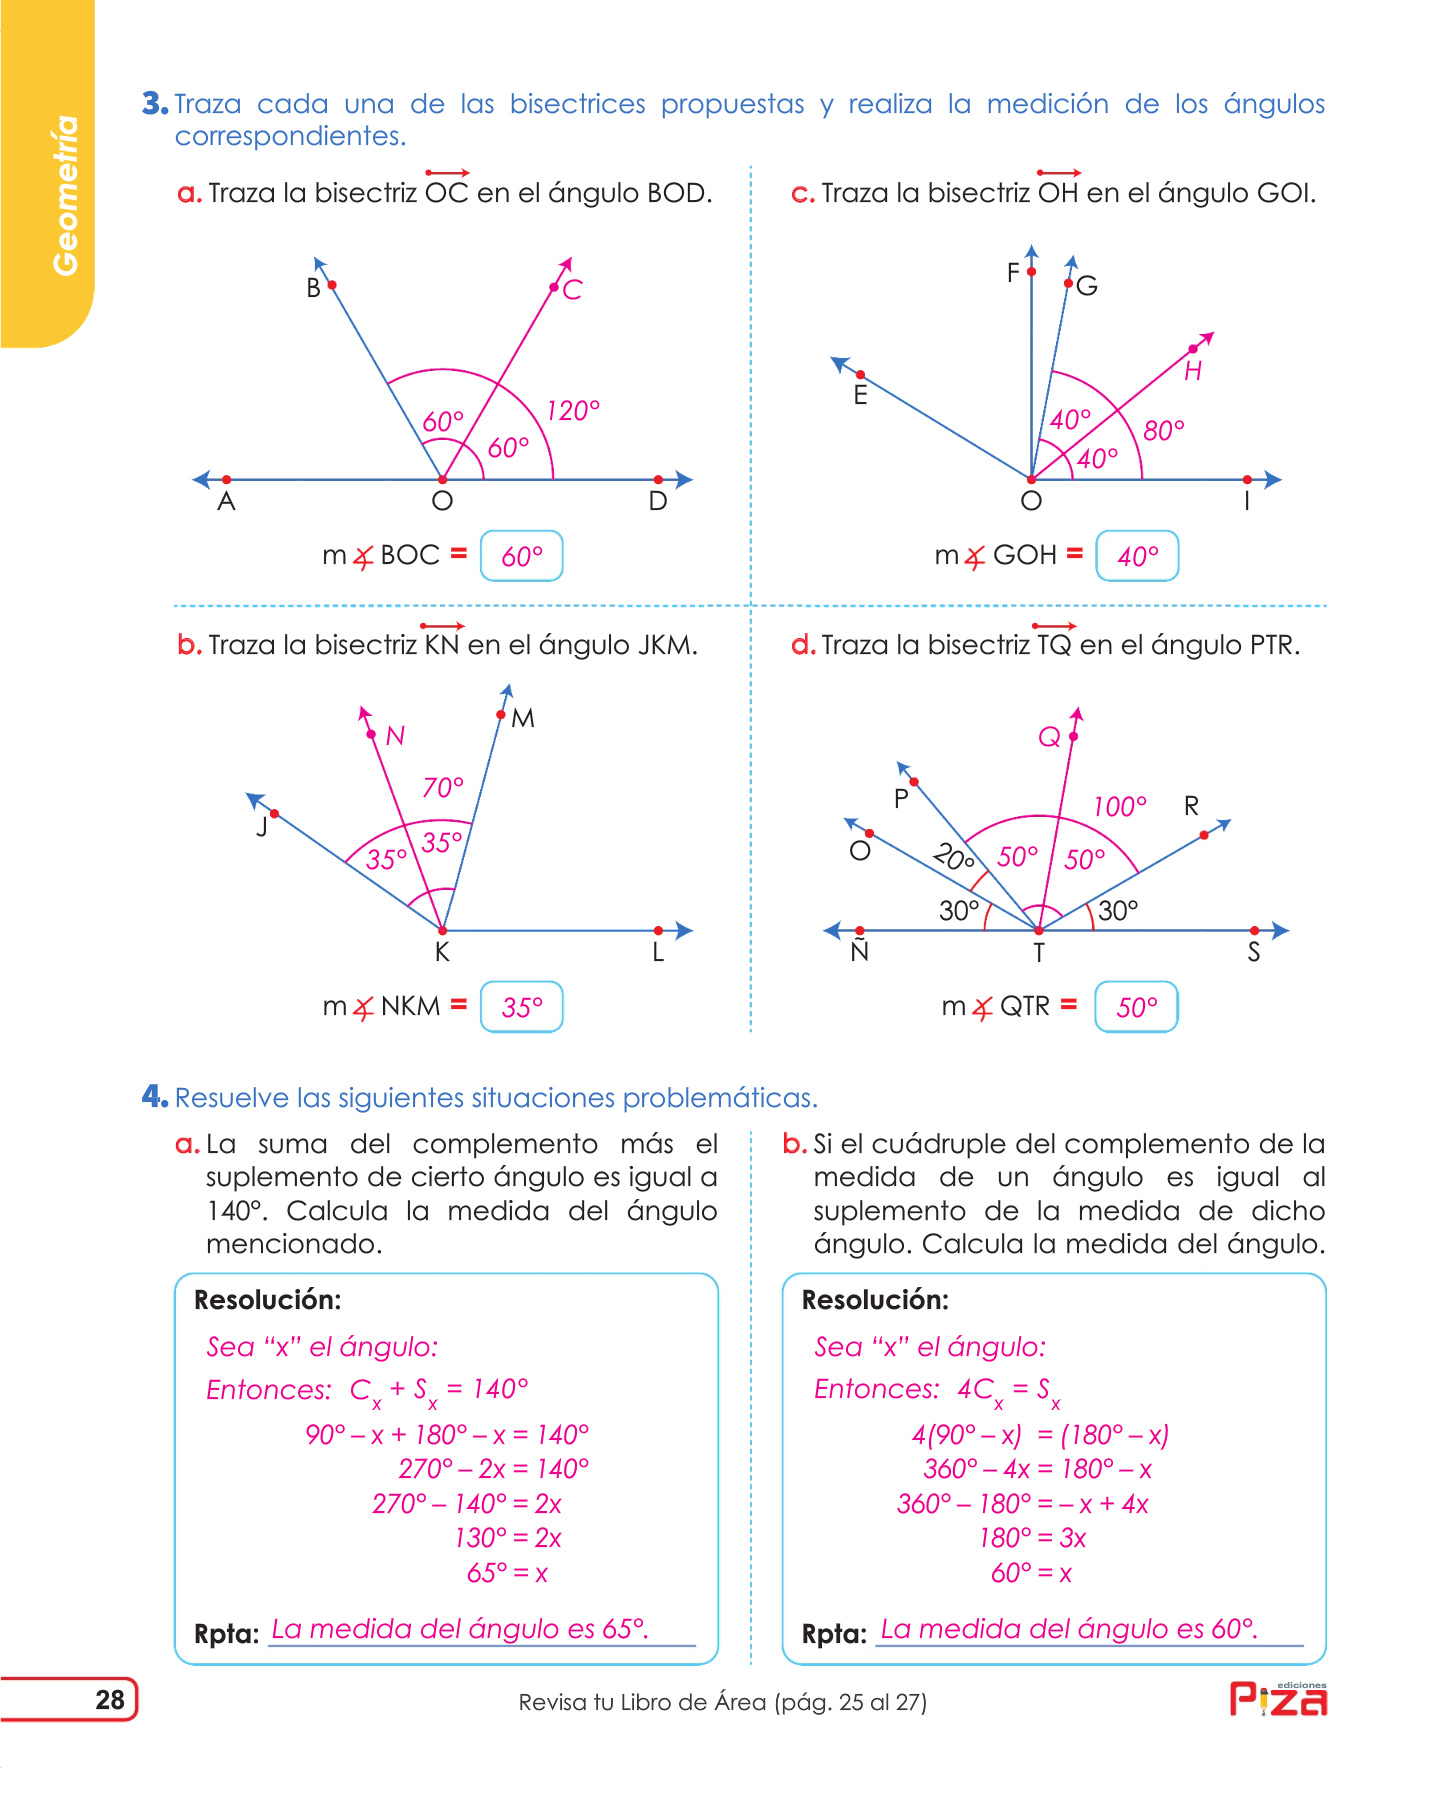 Geometría
3. Traza cada una de las bisectrices propuestas y realiza la medición de los ángulos
correspondientes.
a. Traza la bisectriz OC en el ángulo BOD.
B
C
60°
120°
60°
A
O
D
m∡BOC = 60°
c. Traza la bisectriz OH en el ángulo GOI.
F
G
H
E
40°
80°
40°
O
I
m∡GOH = 40°
b. Traza la bisectriz KN en el ángulo JKM.
N
M
70°
J
35°
35°
K
L
m∡NKM = 35°
d. Traza la bisectriz TQ en el ángulo PTR.
Q
P
100°
R
O
20°
50°
50°
30°
30°
Ñ
T
S
m∡QTR = 50°
4. Resuelve las siguientes situaciones problemáticas.
a. La suma del complemento más el
suplemento de cierto ángulo es igual a
140°. Calcula la medida del ángulo
mencionado.
Resolución:
Sea “x” el ángulo:
Entonces: Cx + Sx = 140°
90° – x + 180° – x = 140°
270° – 2x = 140°
270° – 140° = 2x
130° = 2x
65° = x
Rpta: La medida del ángulo es 65°.
b. Si el cuádruple del complemento de la
medida de un ángulo es igual al
suplemento de la medida de dicho
ángulo. Calcula la medida del ángulo.
Resolución:
Sea “x” el ángulo:
Entonces: 4Cx = Sx
4(90° – x) = (180° – x)
360° – 4x = 180° – x
360° – 180° = – x + 4x
180° = 3x
60° = x
Rpta: La medida del ángulo es 60°.
28
Revisa tu Libro de Área (pág. 25 al 27)
ediciones
PIZA